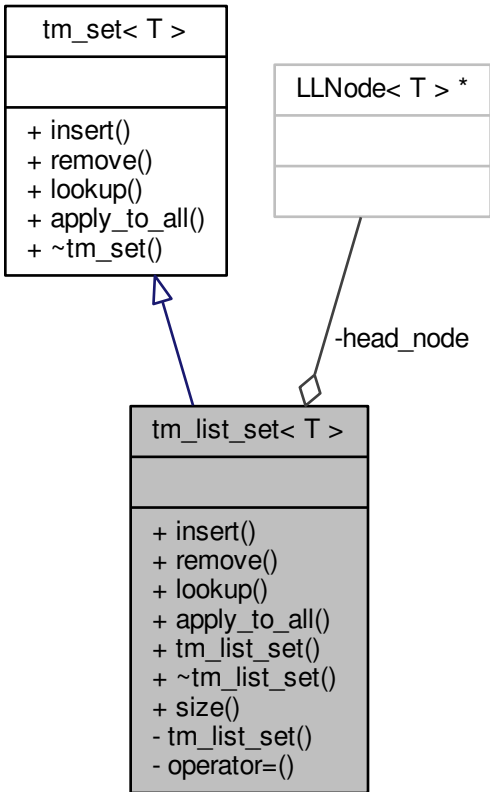 tm_set< T >
+ insert()
+ remove()
+ lookup()
+ apply_to_all()
+ ~tm_set()
LLNode< T > *
-head_node
tm_list_set< T >
+ insert()
+ remove()
+ lookup()
+ apply_to_all()
+ tm_list_set()
+ ~tm_list_set()
+ size()
- tm_list_set()
- operator=()